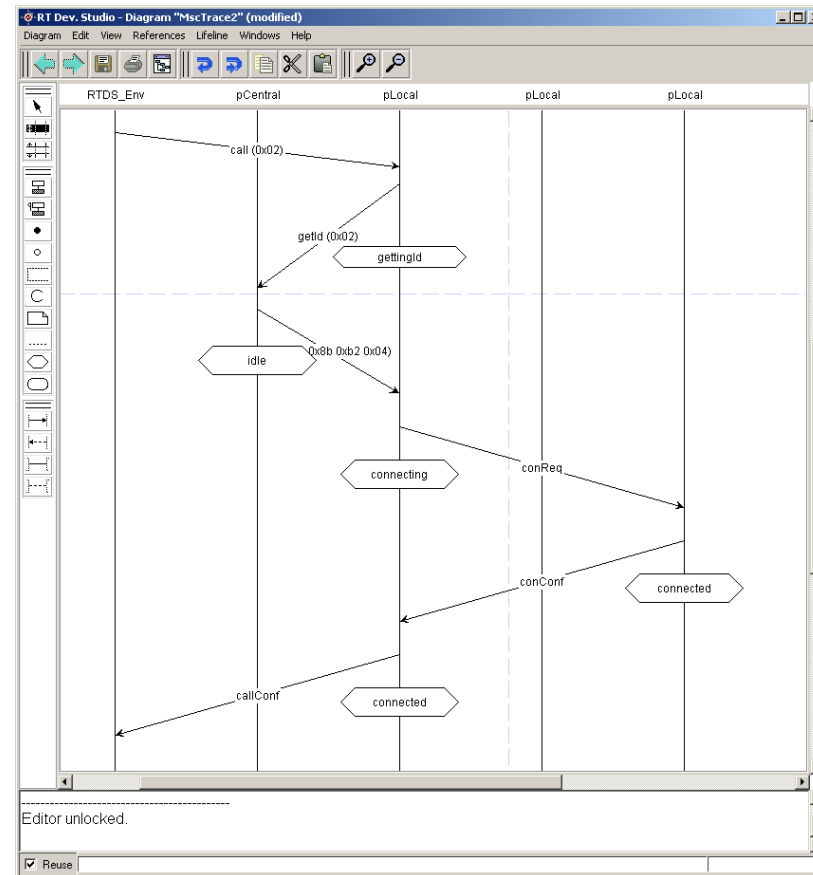 RT Dev. Studio - Diagram "MscTrace2" (modified)
Diagram Edit View References Lifeline Windows Help
RTDS_Env pCentral pLocal pLocal pLocal
call (0x02)
getId (0x02)
gettingId
0x8b 0xb2 0x04)
idle
conReq
connecting
conConf
connected
callConf
connected
C
--------------------------------------------
Editor unlocked.
Reuse